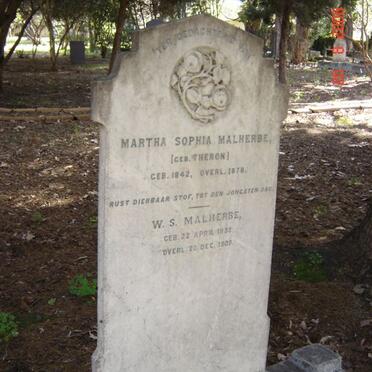 MARTHA SOPHIA MALHERBE,
(GEB. THERON)
GEB. 1842, OVERL. 1878.
RUST DIERBAAR STOF, TOT DEN JONGSTEN DAG.
W. S. MALHERBE,
GEB. 22 APRIL
OVERL. 20 DEC.